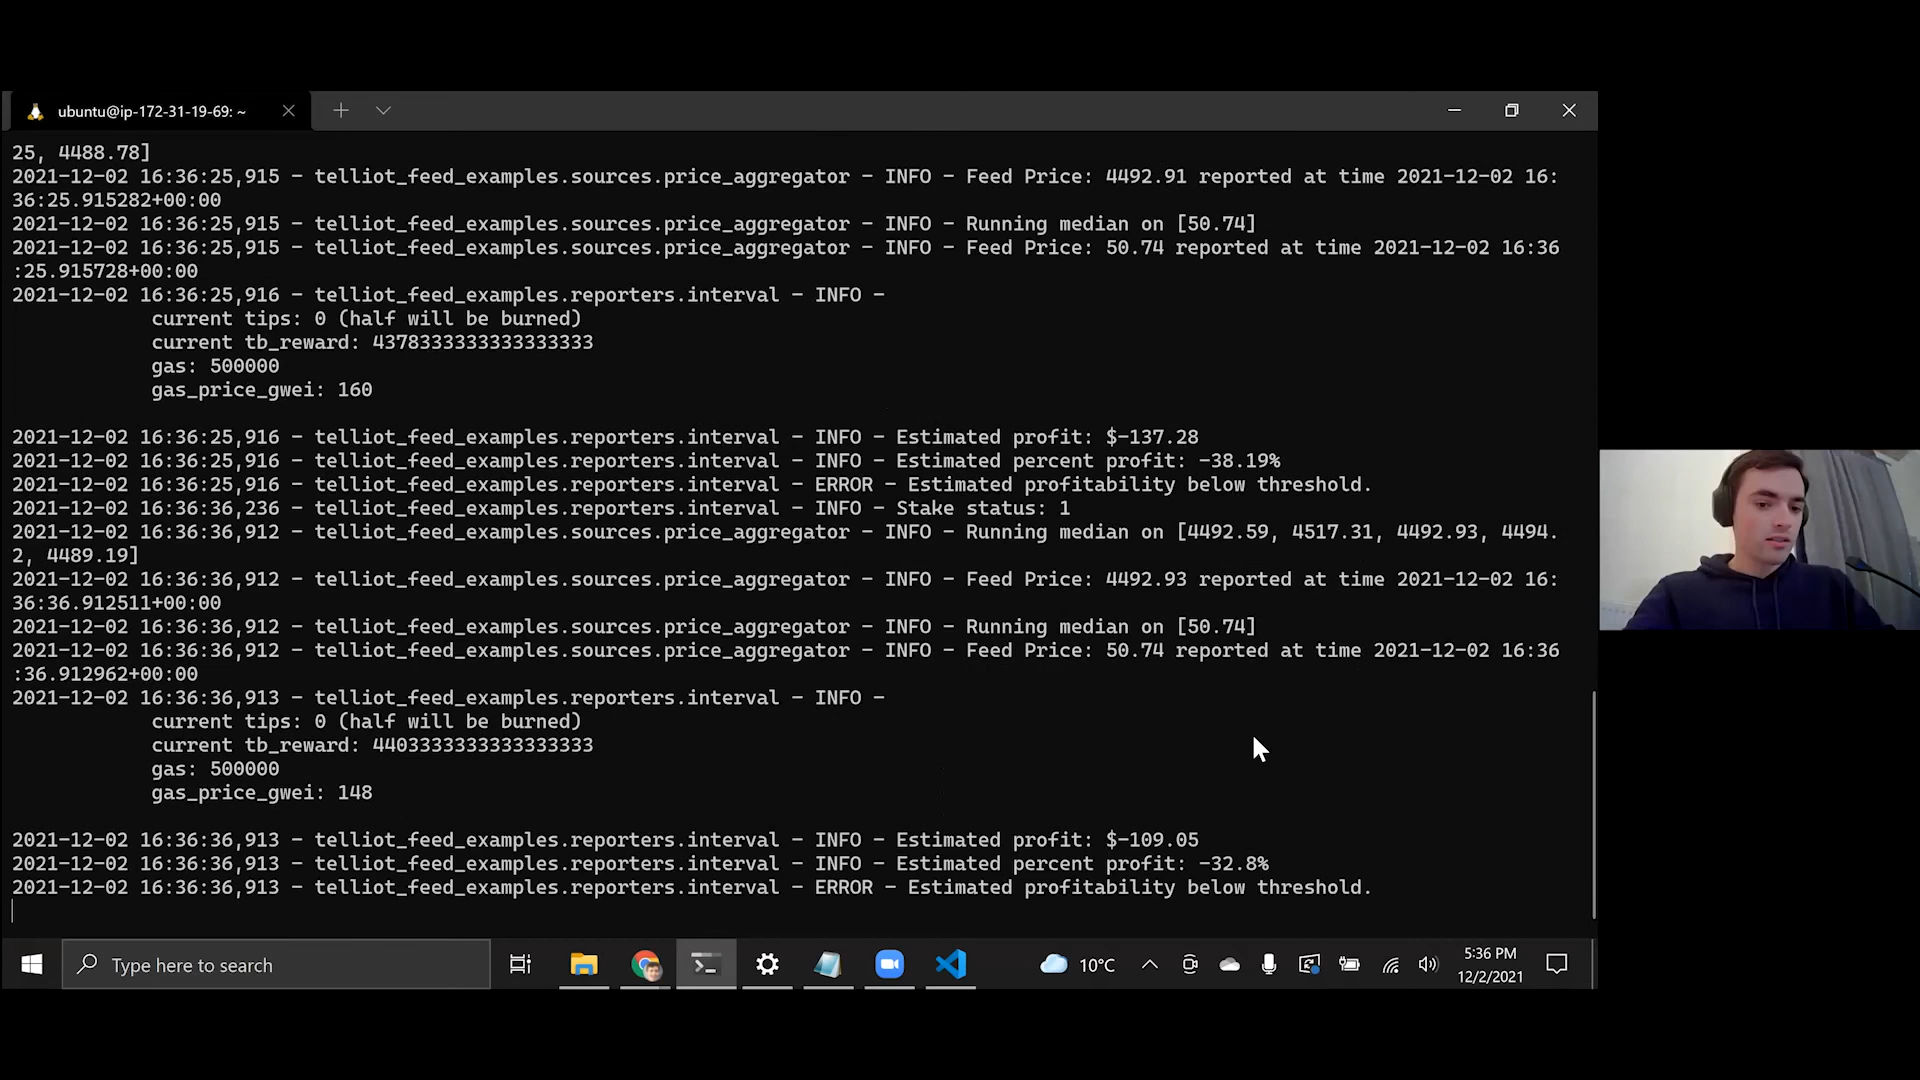 ubuntu@ip-172-31-19-69: ~
25, 4488.78]
2021-12-02 16:36:25,915 - telliot_feed_examples.sources.price_aggregator - INFO - Feed Price: 4492.91 reported at time 2021-12-02 16:
36:25.915282+00:00
2021-12-02 16:36:25,915 - telliot_feed_examples.sources.price_aggregator - INFO - Running median on [50.74]
2021-12-02 16:36:25,915 - telliot_feed_examples.sources.price_aggregator - INFO - Feed Price: 50.74 reported at time 2021-12-02 16:36
:25.915728+00:00
2021-12-02 16:36:25,916 - telliot_feed_examples.reporters.interval - INFO -
current tips: 0 (half will be burned)
current tb_reward: 4378333333333333333
gas: 500000
gas_price_gwei: 160
2021-12-02 16:36:25,916 - telliot_feed_examples.reporters.interval - INFO - Estimated profit: $-137.28
2021-12-02 16:36:25,916 - telliot_feed_examples.reporters.interval - INFO - Estimated percent profit: -38.19%
2021-12-02 16:36:25,916 - telliot_feed_examples.reporters.interval - ERROR - Estimated profitability below threshold.
2021-12-02 16:36:36,236 - telliot_feed_examples.reporters.interval - INFO - Stake status: 1
2021-12-02 16:36:36,912 - telliot_feed_examples.sources.price_aggregator - INFO - Running median on [4492.59, 4517.31, 4492.93, 4494.
2, 4489.19]
2021-12-02 16:36:36,912 - telliot_feed_examples.sources.price_aggregator - INFO - Feed Price: 4492.93 reported at time 2021-12-02 16:
36:36.912511+00:00
2021-12-02 16:36:36,912 - telliot_feed_examples.sources.price_aggregator - INFO - Running median on [50.74]
2021-12-02 16:36:36,912 - telliot_feed_examples.sources.price_aggregator - INFO - Feed Price: 50.74 reported at time 2021-12-02 16:36
:36.912962+00:00
2021-12-02 16:36:36,913 - telliot_feed_examples.reporters.interval - INFO -
current tips: 0 (half will be burned)
current tb_reward: 4403333333333333333
gas: 500000
gas_price_gwei: 148
2021-12-02 16:36:36,913 - telliot_feed_examples.reporters.interval - INFO - Estimated profit: $-109.05
2021-12-02 16:36:36,913 - telliot_feed_examples.reporters.interval - INFO - Estimated percent profit: -32.8%
2021-12-02 16:36:36,913 - telliot_feed_examples.reporters.interval - ERROR - Estimated profitability below threshold.
Type here to search
10°C
5:36 PM
12/2/2021